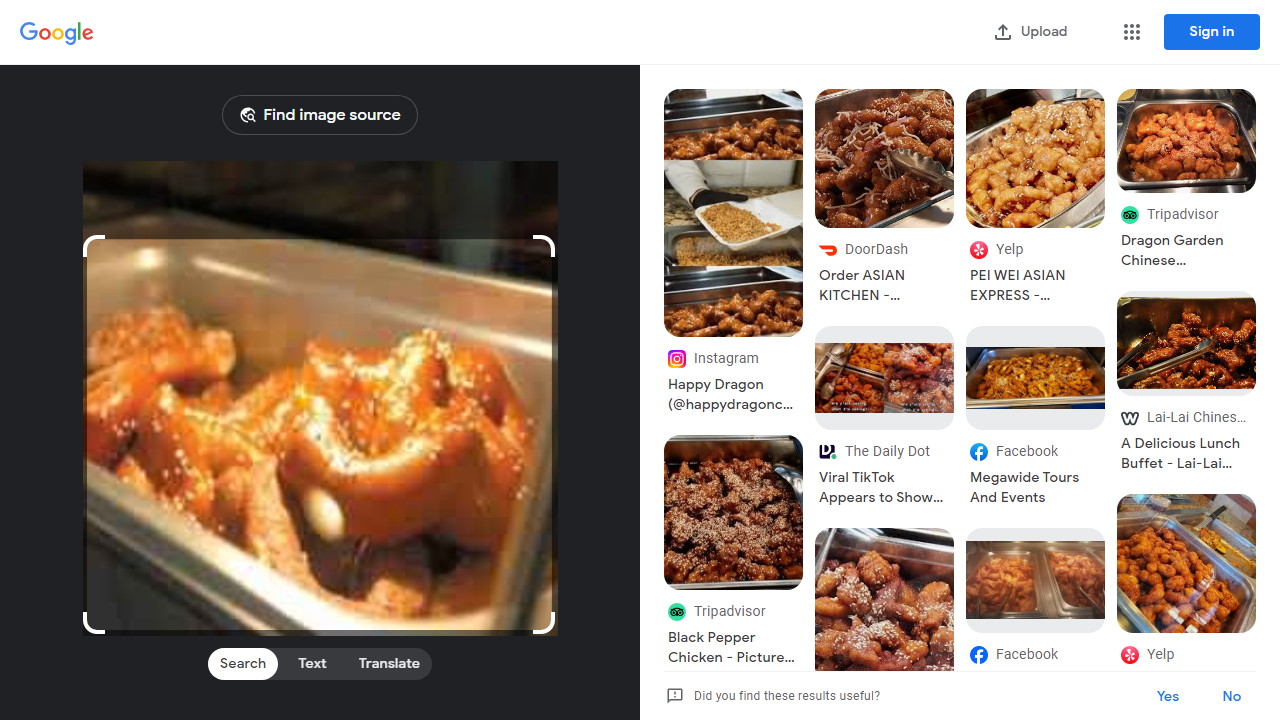 Google
Upload
Sign in
Find image source
Search
Text
Translate
Instagram
Happy Dragon
(@happydragonc...
Tripadvisor
Black Pepper
Chicken - Picture...
DoorDash
Order ASIAN
KITCHEN -...
The Daily Dot
Viral TikTok
Appears to Show...
Yelp
PEI WEI ASIAN
EXPRESS -...
Facebook
Megawide Tours
And Events
Facebook
Tripadvisor
Dragon Garden
Chinese...
Lai-Lai Chines...
A Delicious Lunch
Buffet - Lai-Lai...
Yelp
Did you find these results useful?
Yes
No